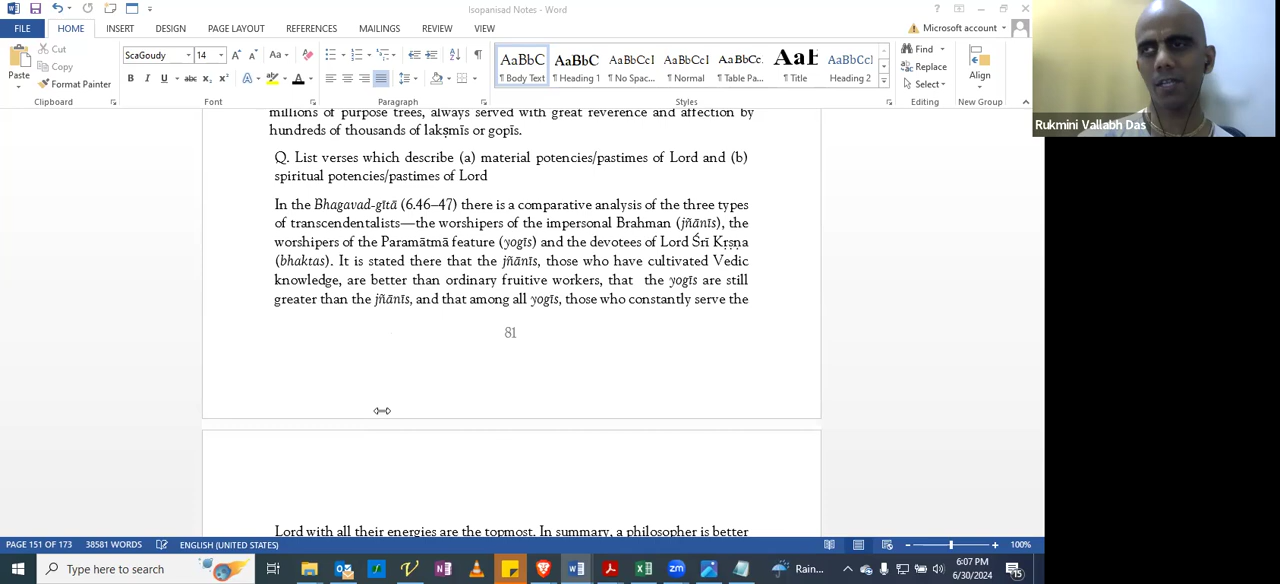 Isopanisad Notes - Word
FILE HOME INSERT DESIGN PAGE LAYOUT REFERENCES MAILINGS REVIEW VIEW Microsoft account
Paste
Cut
Copy
Format Painter
ScaGoudy 14
Aa
B I U abc x₂ x²
AaBbC AaBbC AaBbCcI AaBbCcI AaBbCc. AaB AaBbCcl
¶ Body Text Heading 1 ¶ No Spac... ¶ Normal ¶ Table Pa... ¶ Title Heading 2
Find
Replace
Select
Align
Clipboard Font Paragraph Styles Editing New Group
Rukmini Vallabh Das
millions of purpose trees, always served with great reverence and affection by
hundreds of thousands of lakṣmīs or gopīs.
Q. List verses which describe (a) material potencies/pastimes of Lord and (b)
spiritual potencies/pastimes of Lord
In the Bhagavad-gītā (6.46–47) there is a comparative analysis of the three types
of transcendentalists—the worshipers of the impersonal Brahman (jñānīs), the
worshipers of the Paramātmā feature (yogīs) and the devotees of Lord Śrī Kṛṣṇa
(bhaktas). It is stated there that the jñānīs, those who have cultivated Vedic
knowledge, are better than ordinary fruitive workers, that the yogīs are still
greater than the jñānīs, and that among all yogīs, those who constantly serve the
81
Lord with all their energies are the topmost. In summary, a philosopher is better
PAGE 151 OF 173 38581 WORDS ENGLISH (UNITED STATES) 100%
Type here to search
Rain...
6:07 PM
6/30/2024
15